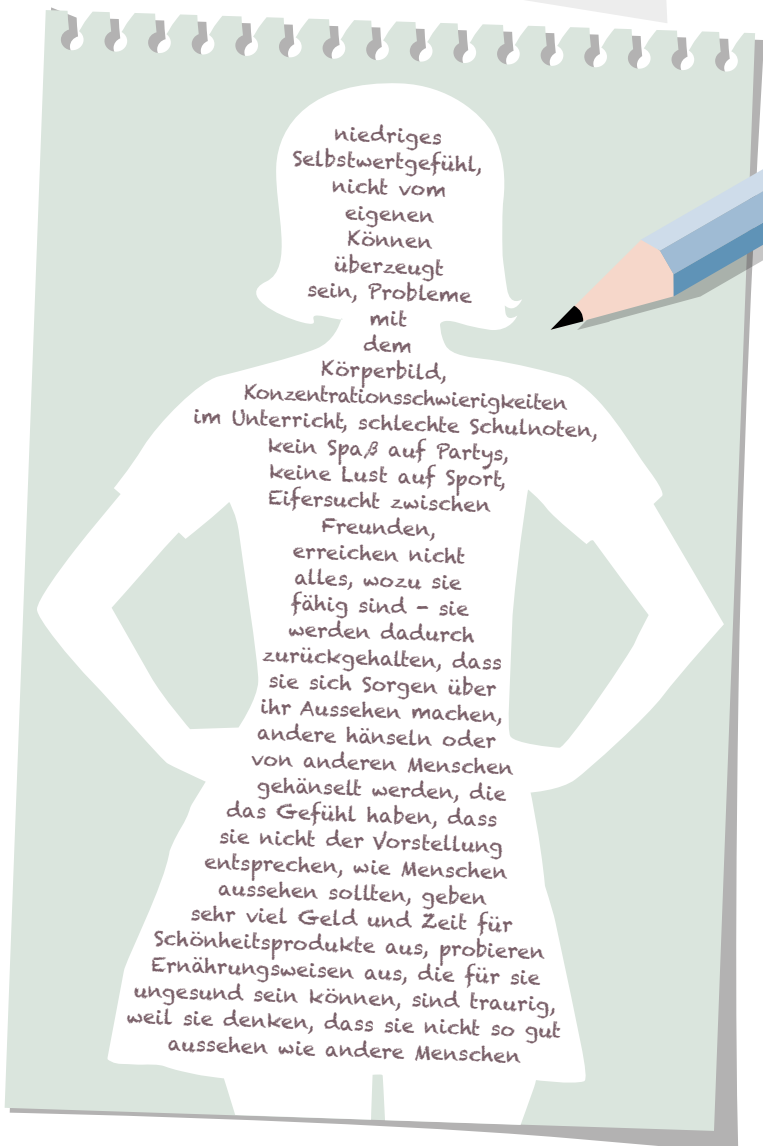 niedriges
Selbstwertgefühl,
nicht vom
eigenen
Können
überzeugt
sein, Probleme
mit
dem
Körperbild,
Konzentrationsschwierigkeiten
im Unterricht, schlechte Schulnoten,
kein Spaß auf Partys,
keine Lust auf Sport,
Eifersucht zwischen
Freunden,
erreichen nicht
alles, wozu sie
fähig sind - sie
werden dadurch
zurückgehalten, dass
sie sich Sorgen über
ihr Aussehen machen,
andere hänseln oder
von anderen Menschen
gehänselt werden, die
das Gefühl haben, dass
sie nicht der Vorstellung
entsprechen, wie Menschen
aussehen sollten, geben
sehr viel Geld und Zeit für
Schönheitsprodukte aus, probieren
Ernährungsweisen aus, die für sie
ungesund sein können, sind traurig,
weil sie denken, dass sie nicht so gut
aussehen wie andere Menschen